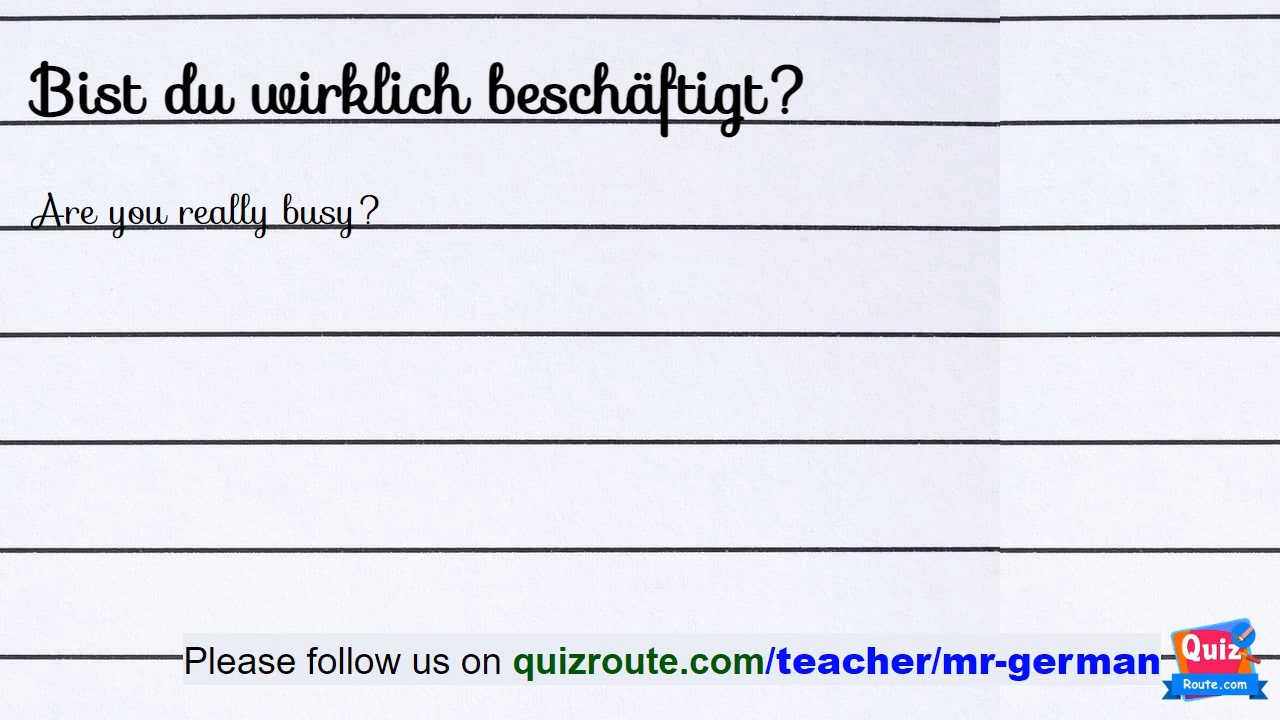 Bist du wirklich beschäftigt?
Are you really busy?
Please follow us on quizroute.com/teacher/mr-german
Quiz
Route.com